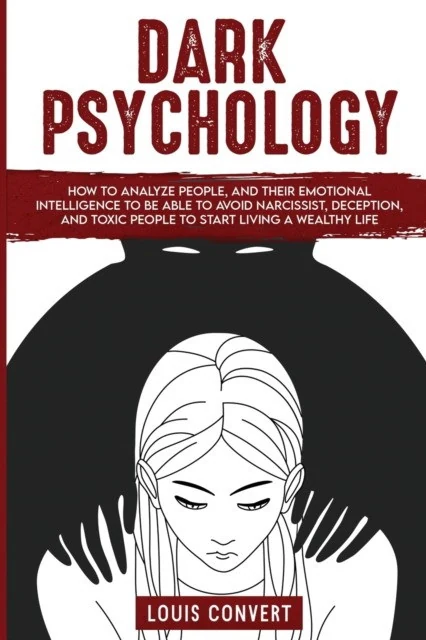 DARK
PSYCHOLOGY
HOW TO ANALYZE PEOPLE, AND THEIR EMOTIONAL
INTELLIGENCE TO BE ABLE TO AVOID NARCISSIST, DECEPTION,
AND TOXIC PEOPLE TO START LIVING A WEALTHY LIFE
LOUIS CONVERT